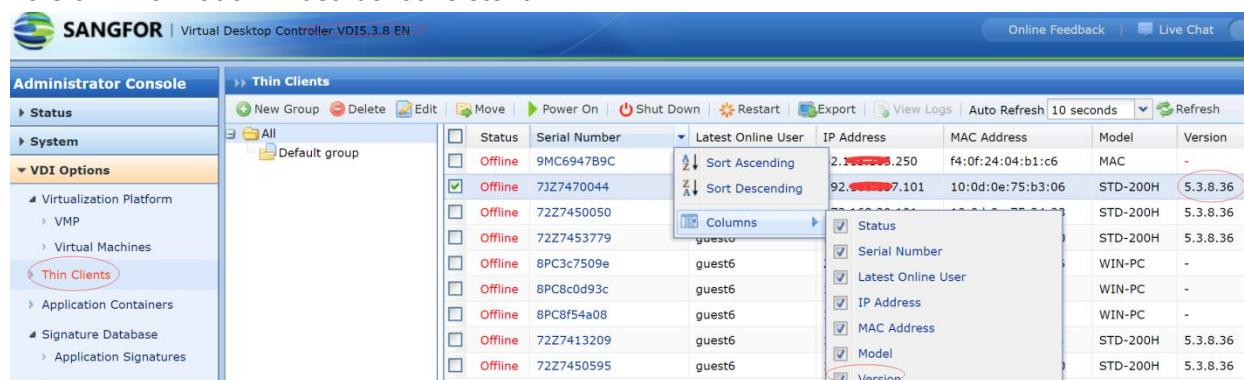 SANGFOR | Virtual Desktop Controller VDI5.3.8 EN
Online Feedback | Live Chat
Administrator Console
Thin Clients
Status
New Group Delete Edit Move Power On Shut Down Restart Export View Logs Auto Refresh 10 seconds Refresh
System
VDI Options
Virtualization Platform
VMP
Virtual Machines
Thin Clients
Application Containers
Signature Database
Application Signatures
All
Default group
Status Serial Number Latest Online User IP Address MAC Address Model Version
Offline 9MC6947B9C .250 f4:0f:24:04:b1:c6 MAC -
Offline 7JZ7470044 7.101 10:0d:0e:75:b3:06 STD-200H 5.3.8.36
Offline 72Z7450050 STD-200H 5.3.8.36
Offline 72Z7453779 guest6 STD-200H 5.3.8.36
Offline 8PC3c7509e guest6 WIN-PC -
Offline 8PC8c0d93c guest6 WIN-PC -
Offline 8PC8f54a08 guest6 WIN-PC -
Offline 72Z7413209 guest6 STD-200H 5.3.8.36
Offline 72Z7450595 guest6 STD-200H 5.3.8.36
Sort Ascending
Sort Descending
Columns
Status
Serial Number
Latest Online User
IP Address
MAC Address
Model
Version